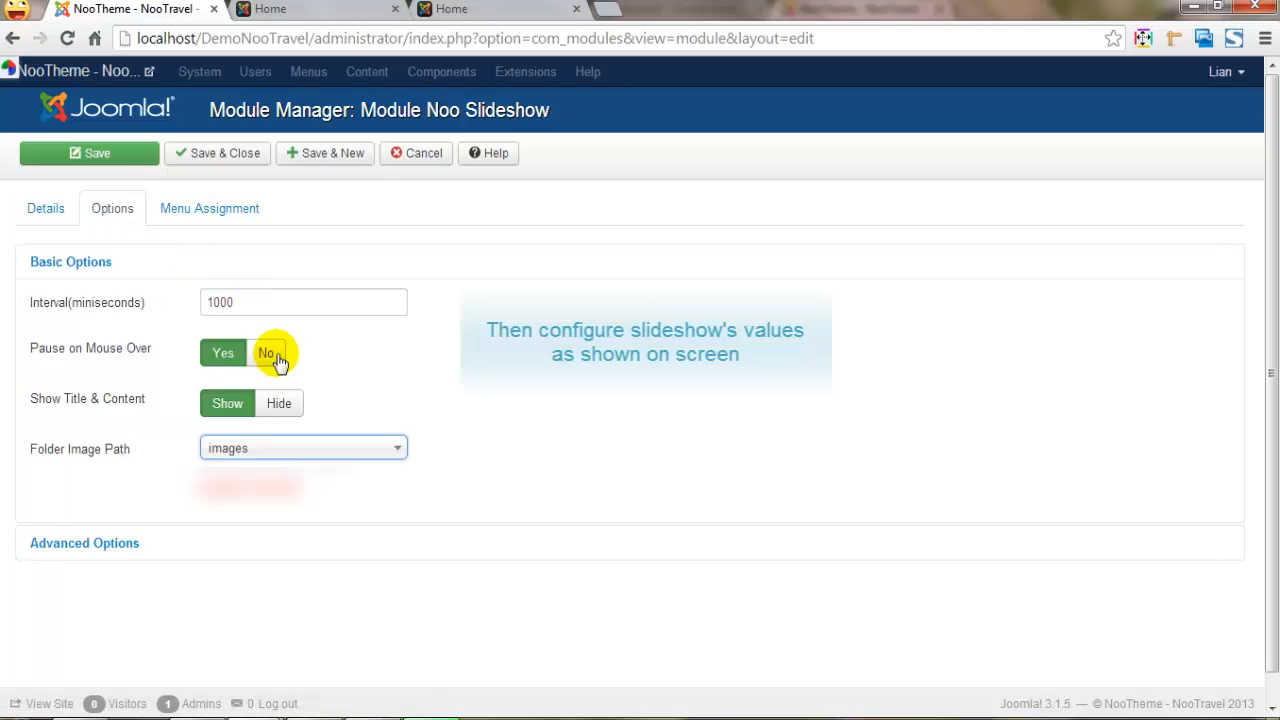 NooTheme - NooTravel - ×
Home ×
Home ×
localhost/DemoNooTravel/administrator/index.php?option=com_modules&view=module&layout=edit
NooTheme - Noo... System Users Menus Content Components Extensions Help Lian
Joomla! Module Manager: Module Noo Slideshow
Save Save & Close Save & New Cancel Help
Details Options Menu Assignment
Basic Options
Interval(miniseconds) 1000
Then configure slideshow's values
as shown on screen
Pause on Mouse Over Yes No
Show Title & Content Show Hide
Folder Image Path images
Advanced Options
View Site 0 Visitors 1 Admins 0 Log out Joomla! 3.1.5 — © NooTheme - NooTravel 2013